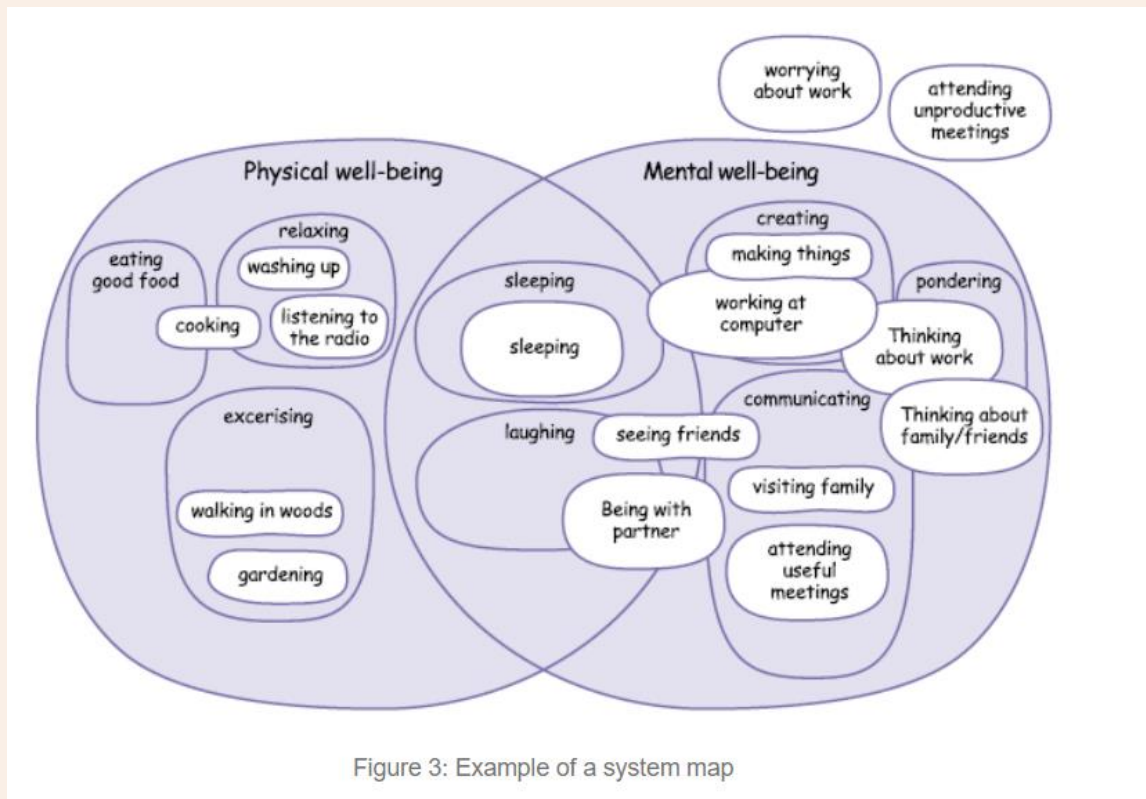 worrying
about work
attending
unproductive
meetings
Physical well-being
Mental well-being
relaxing
washing up
listening to
the radio
eating
good food
cooking
excerising
walking in woods
gardening
sleeping
sleeping
laughing
seeing friends
Being with
partner
creating
making things
working at
computer
pondering
Thinking
about work
Thinking about
family/friends
communicating
visiting family
attending
useful
meetings
Figure 3: Example of a system map